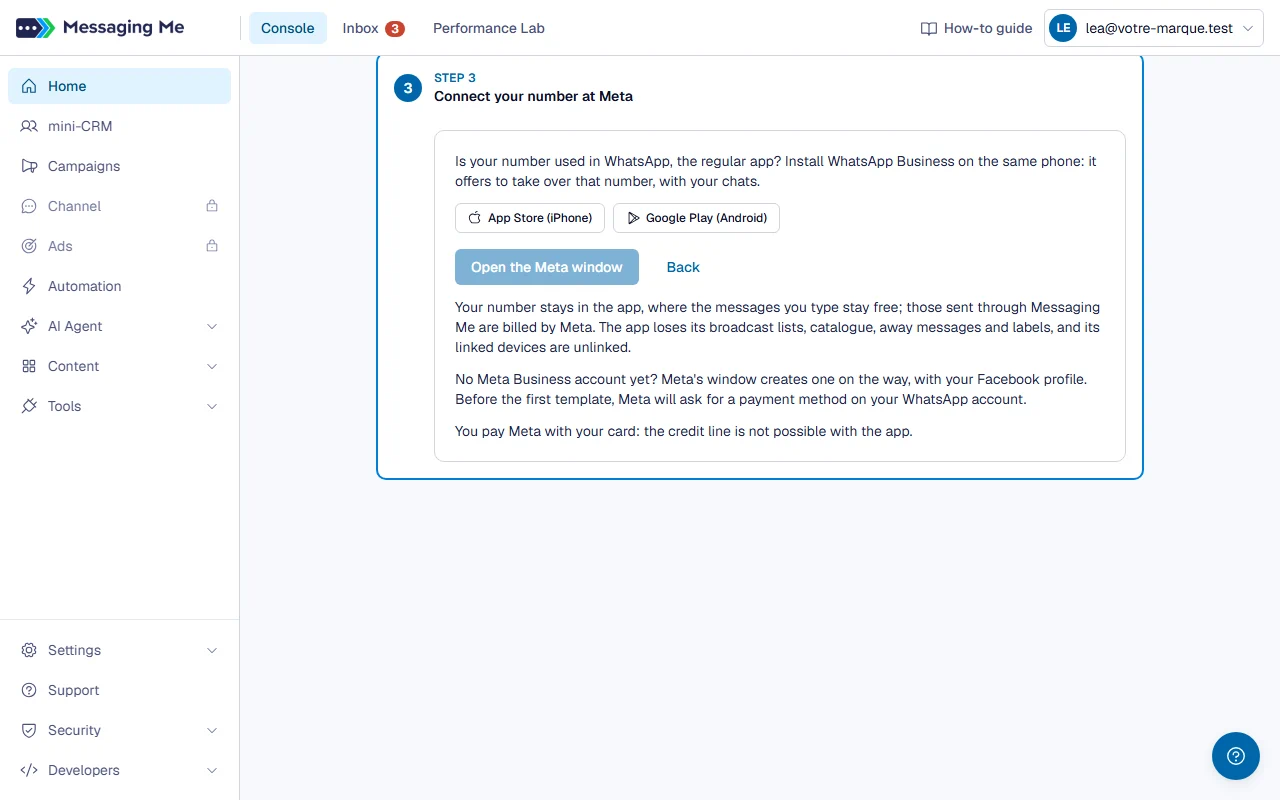 Messaging Me
Console
Inbox 3
Performance Lab
How-to guide
LE lea@votre-marque.test
Home
mini-CRM
Campaigns
Channel
Ads
Automation
AI Agent
Content
Tools
Settings
Support
Security
Developers
3
STEP 3
Connect your number at Meta
Is your number used in WhatsApp, the regular app? Install WhatsApp Business on the same phone: it
offers to take over that number, with your chats.
App Store (iPhone)
Google Play (Android)
Open the Meta window
Back
Your number stays in the app, where the messages you type stay free; those sent through Messaging
Me are billed by Meta. The app loses its broadcast lists, catalogue, away messages and labels, and its
linked devices are unlinked.
No Meta Business account yet? Meta's window creates one on the way, with your Facebook profile.
Before the first template, Meta will ask for a payment method on your WhatsApp account.
You pay Meta with your card: the credit line is not possible with the app.